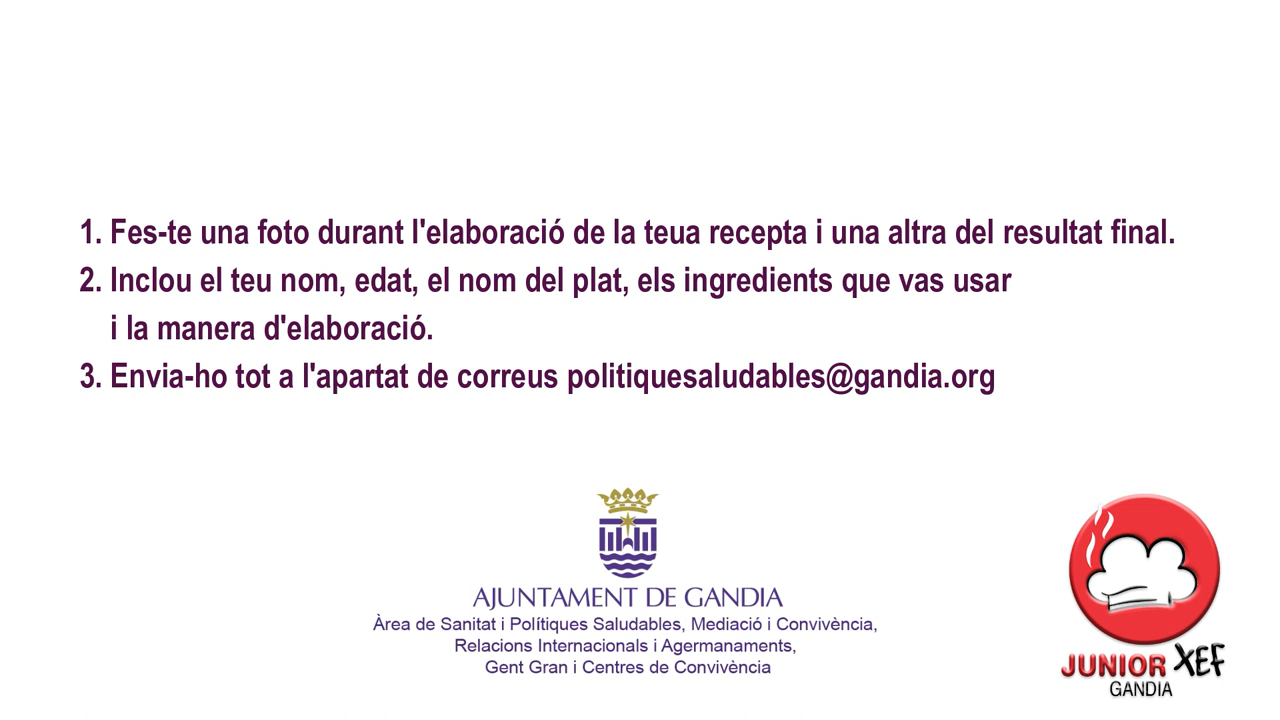 1. Fes-te una foto durant l'elaboració de la teua recepta i una altra del resultat final.
2. Inclou el teu nom, edat, el nom del plat, els ingredients que vas usar
i la manera d'elaboració.
3. Envia-ho tot a l'apartat de correus politiquesaludables@gandia.org
AJUNTAMENT DE GANDIA
Àrea de Sanitat i Polítiques Saludables, Mediació i Convivència,
Relacions Internacionals i Agermanaments,
Gent Gran i Centres de Convivència
JUNIOR XEF
GANDIA